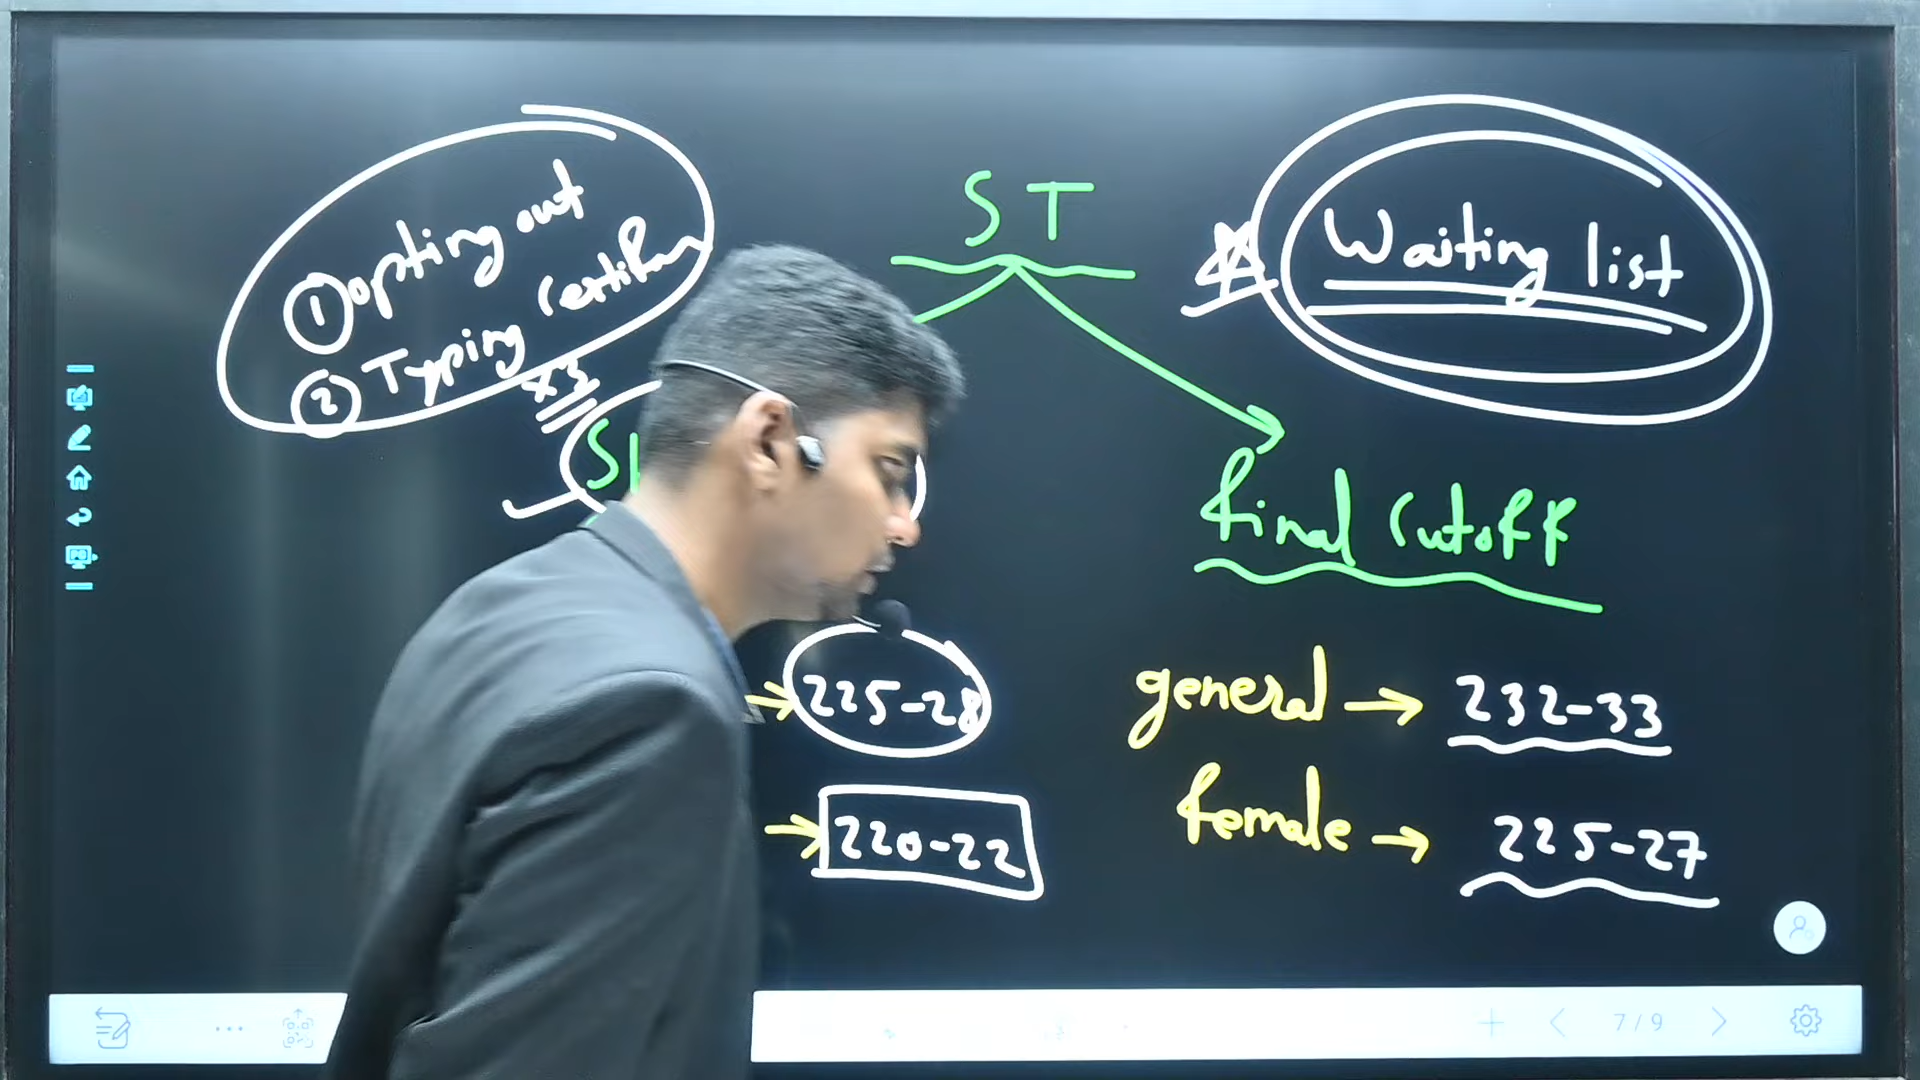 ① opting out
② Typing
x3
ST
Waiting list
Final Cutoff
→ 225-28
→ 220-22
general → 232-33
female → 225-27
7/9